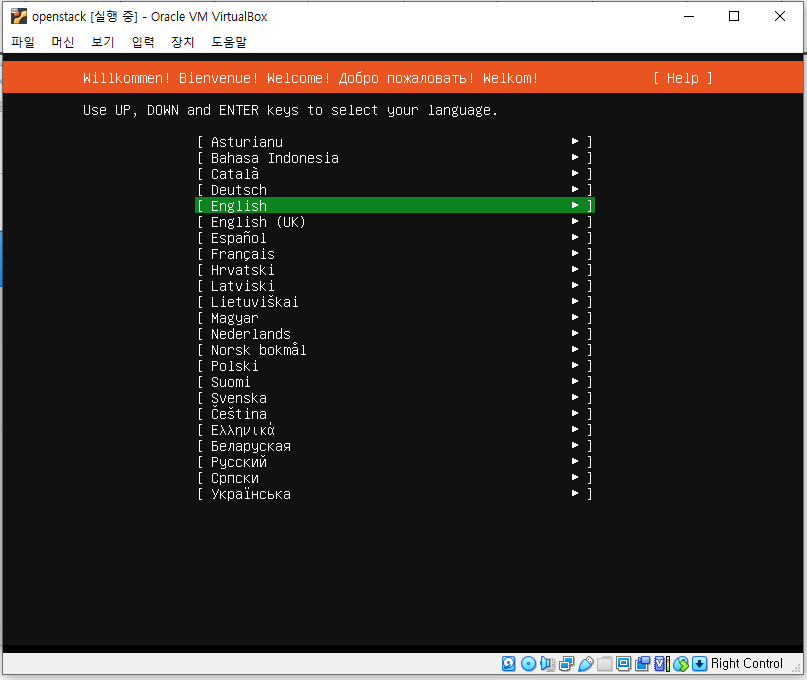 openstack [실행 중] - Oracle VM VirtualBox
파일 머신 보기 입력 장치 도움말
Willkommen! Bienvenue! Welcome! Добро пожаловать! Welkom! [ Help ]
Use UP, DOWN and ENTER keys to select your language.
[ Asturianu ► ]
[ Bahasa Indonesia ► ]
[ Català ► ]
[ Deutsch ► ]
[ English ► ]
[ English (UK) ► ]
[ Español ► ]
[ Français ► ]
[ Hrvatski ► ]
[ Latviski ► ]
[ Lietuviškai ► ]
[ Magyar ► ]
[ Nederlands ► ]
[ Norsk bokmål ► ]
[ Polski ► ]
[ Suomi ► ]
[ Svenska ► ]
[ Čeština ► ]
[ Ελληνικά ► ]
[ Беларуская ► ]
[ Русский ► ]
[ Српски ► ]
[ Українська ► ]
Right Control